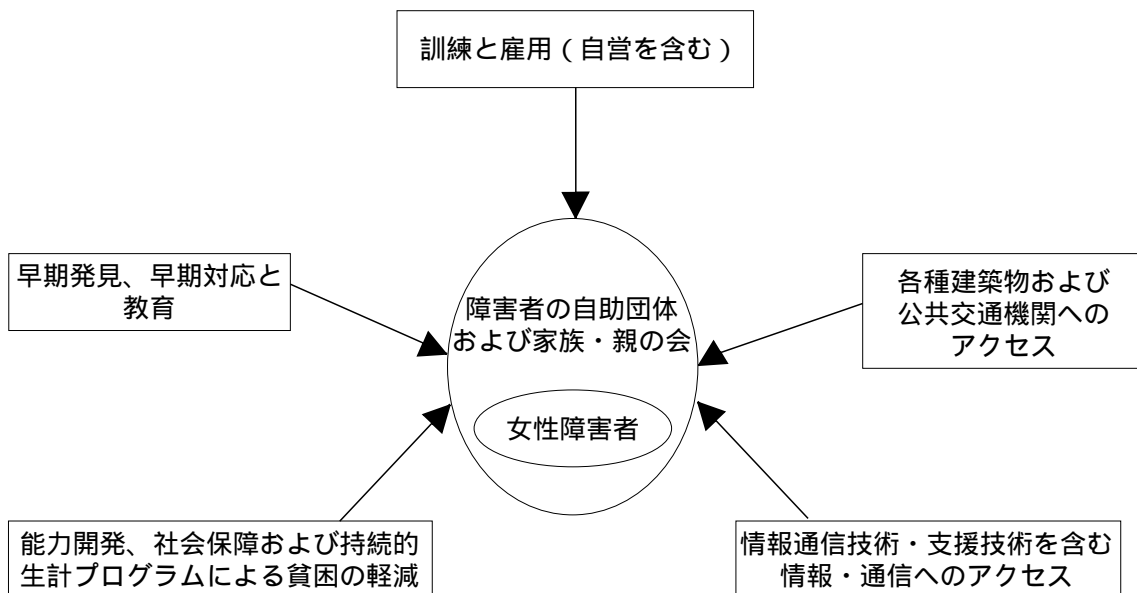 訓練と雇用(自営を含む)
早期発見、早期対応と
教育
障害者の自助団体
および家族・親の会
女性障害者
各種建築物および
公共交通機関への
アクセス
能力開発、社会保障および持続的
生計プログラムによる貧困の軽減
情報通信技術・支援技術を含む
情報・通信へのアクセス